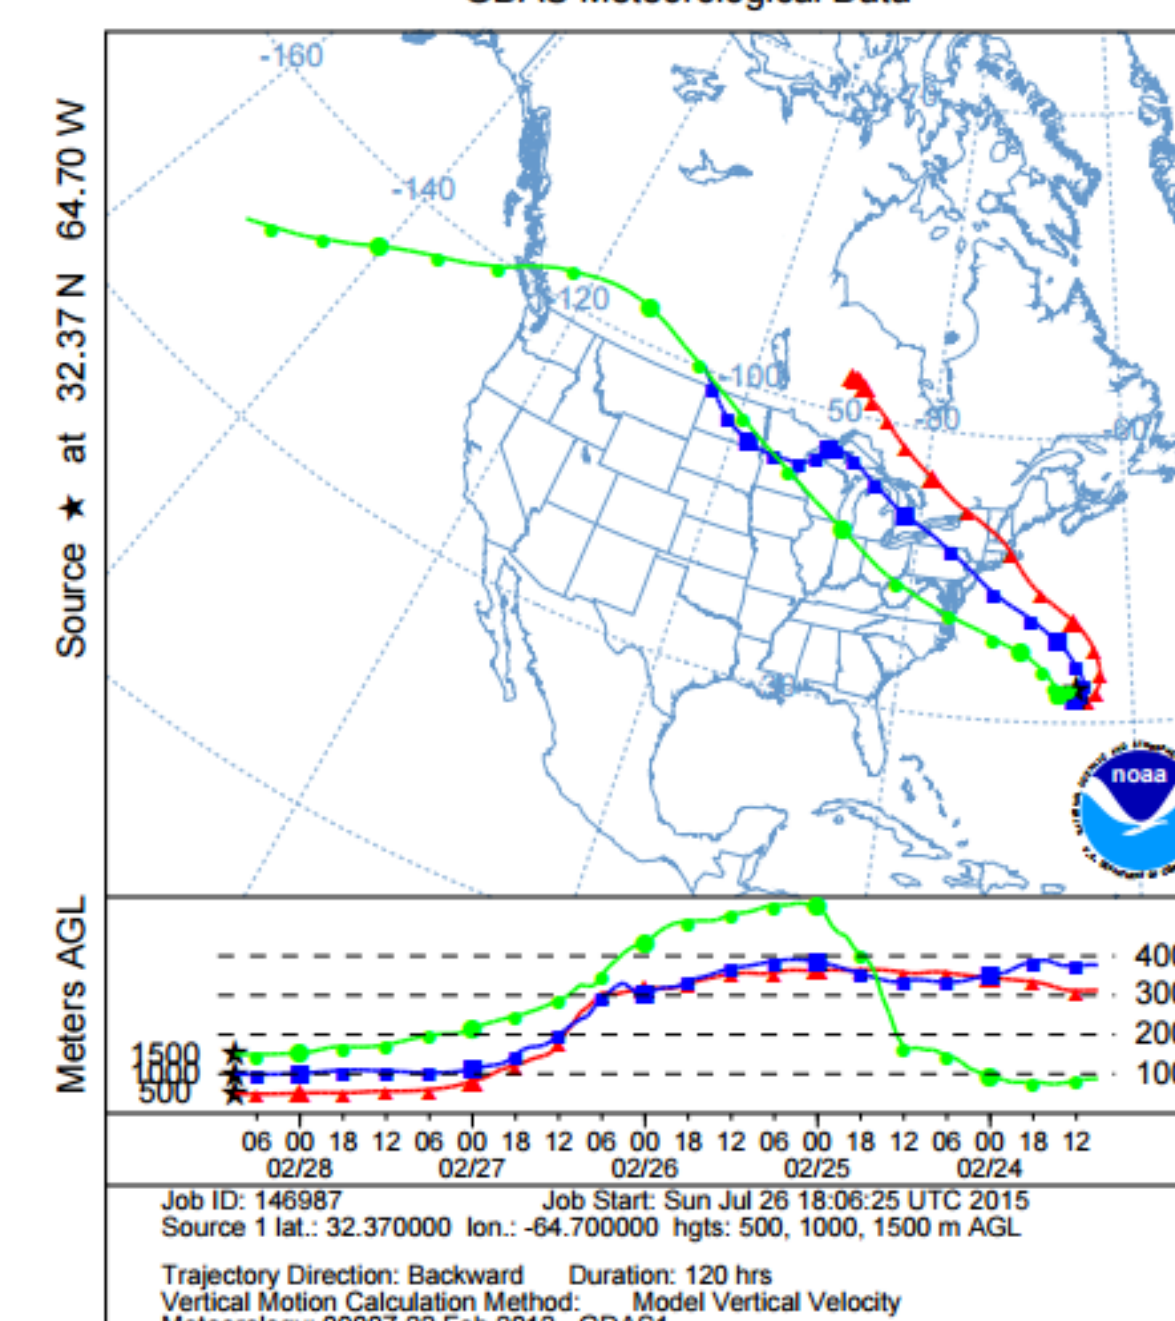 -160
Source ★ at 32.37 N 64.70 W
-140
-120
-100
50
-80
-60
noaa
Meters AGL
1500
1000
500
06 00 18 12 06 00 18 12 06 00 18 12 06 00 18 12 06 00 18 12
02/28 02/27 02/26 02/25 02/24
Job ID: 146987 Job Start: Sun Jul 26 18:06:25 UTC 2015
Source 1 lat.: 32.370000 lon.: -64.700000 hgts: 500, 1000, 1500 m AGL
Trajectory Direction: Backward Duration: 120 hrs
Vertical Motion Calculation Method: Model Vertical Velocity